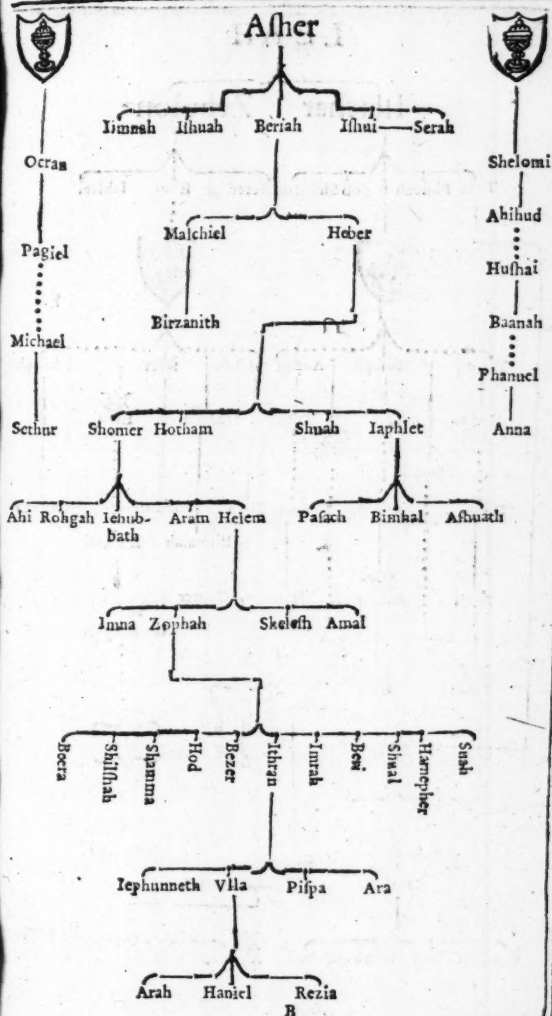 Aſher
Iimnah Iſhuah Beriah Iſhui Serah
Ocran Shelomi
Malchiel Heber Ahihud
Pagiel Huſhai
Birzanith Baanah
Michael
Phanuel
Sethur Shomer Hotham Shuah Iaphlet Anna
Ahi Rohgah Iehub- Aram Helem Paſach Bimhal Aſhuath
bath
Imna Zophah Skeleſh Amal
Boera Shilſhah Shamma Hod Bezer Ithran Imrah Beri Shual Harnepher Suah
Iephunneth Vlla Piſpa Ara
Arah Haniel Rezia
B